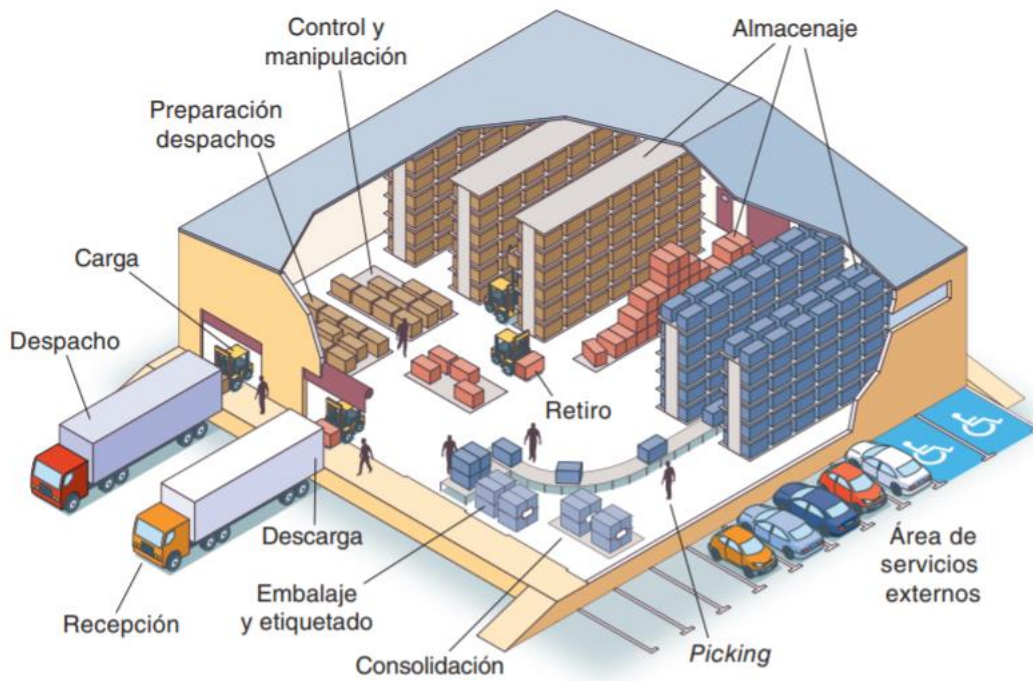 Control y
manipulación
Almacenaje
Preparación
despachos
Carga
Despacho
Retiro
Descarga
Recepción
Embalaje
y etiquetado
Consolidación
Picking
Área de
servicios
externos